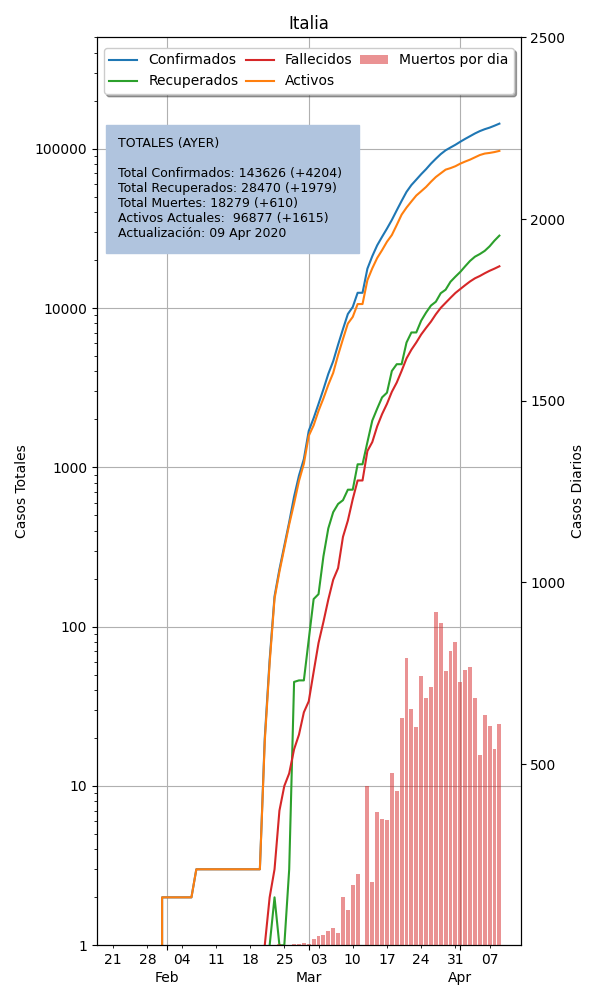 Italia
Confirmados
Recuperados
Fallecidos
Activos
Muertos por dia
TOTALES (AYER)
Total Confirmados: 143626 (+4204)
Total Recuperados: 28470 (+1979)
Total Muertes: 18279 (+610)
Activos Actuales:  96877 (+1615)
Actualización: 09 Apr 2020
Casos Totales
100000
10000
1000
100
10
1
Casos Diarios
2500
2000
1500
1000
500
21 28 04 11 18 25 03 10 17 24 31 07
Feb Mar Apr